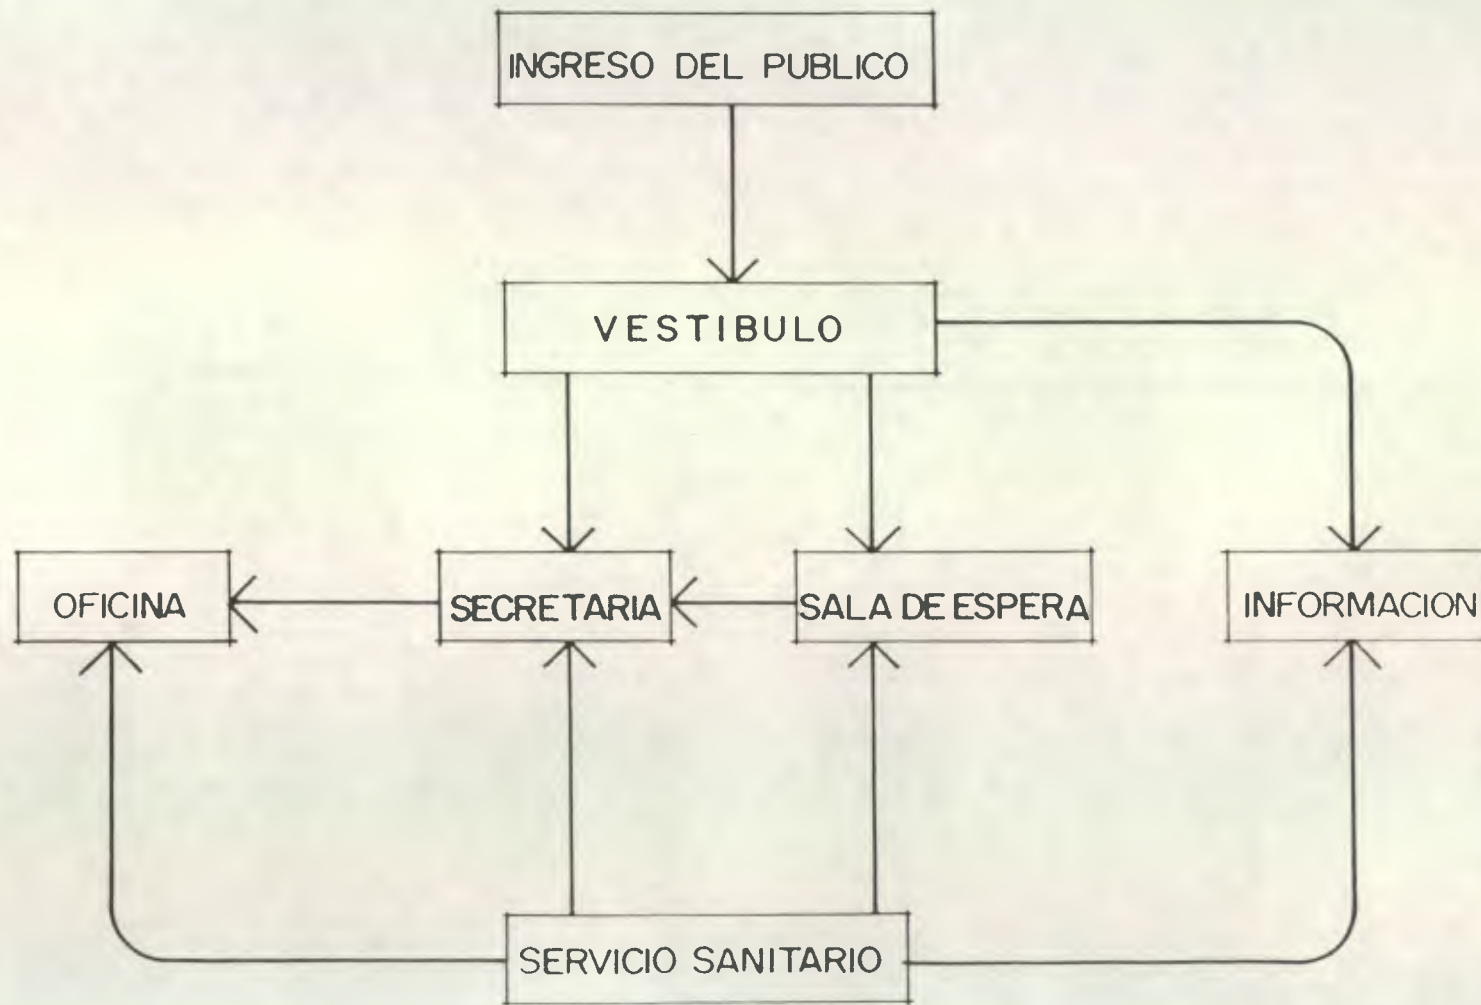 INGRESO DEL PUBLICO
VESTIBULO
OFICINA
SECRETARIA
SALA DE ESPERA
INFORMACION
SERVICIO SANITARIO